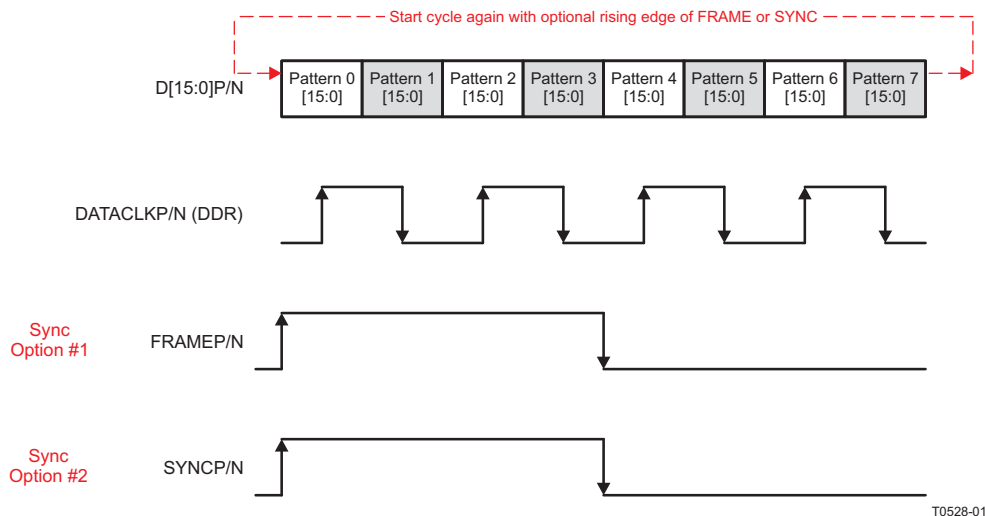 Start cycle again with optional rising edge of FRAME or SYNC
D[15:0]P/N
Pattern 0 [15:0]
Pattern 1 [15:0]
Pattern 2 [15:0]
Pattern 3 [15:0]
Pattern 4 [15:0]
Pattern 5 [15:0]
Pattern 6 [15:0]
Pattern 7 [15:0]
DATACLKP/N (DDR)
Sync
Option #1
FRAMEP/N
Sync
Option #2
SYNCP/N
T0528-01